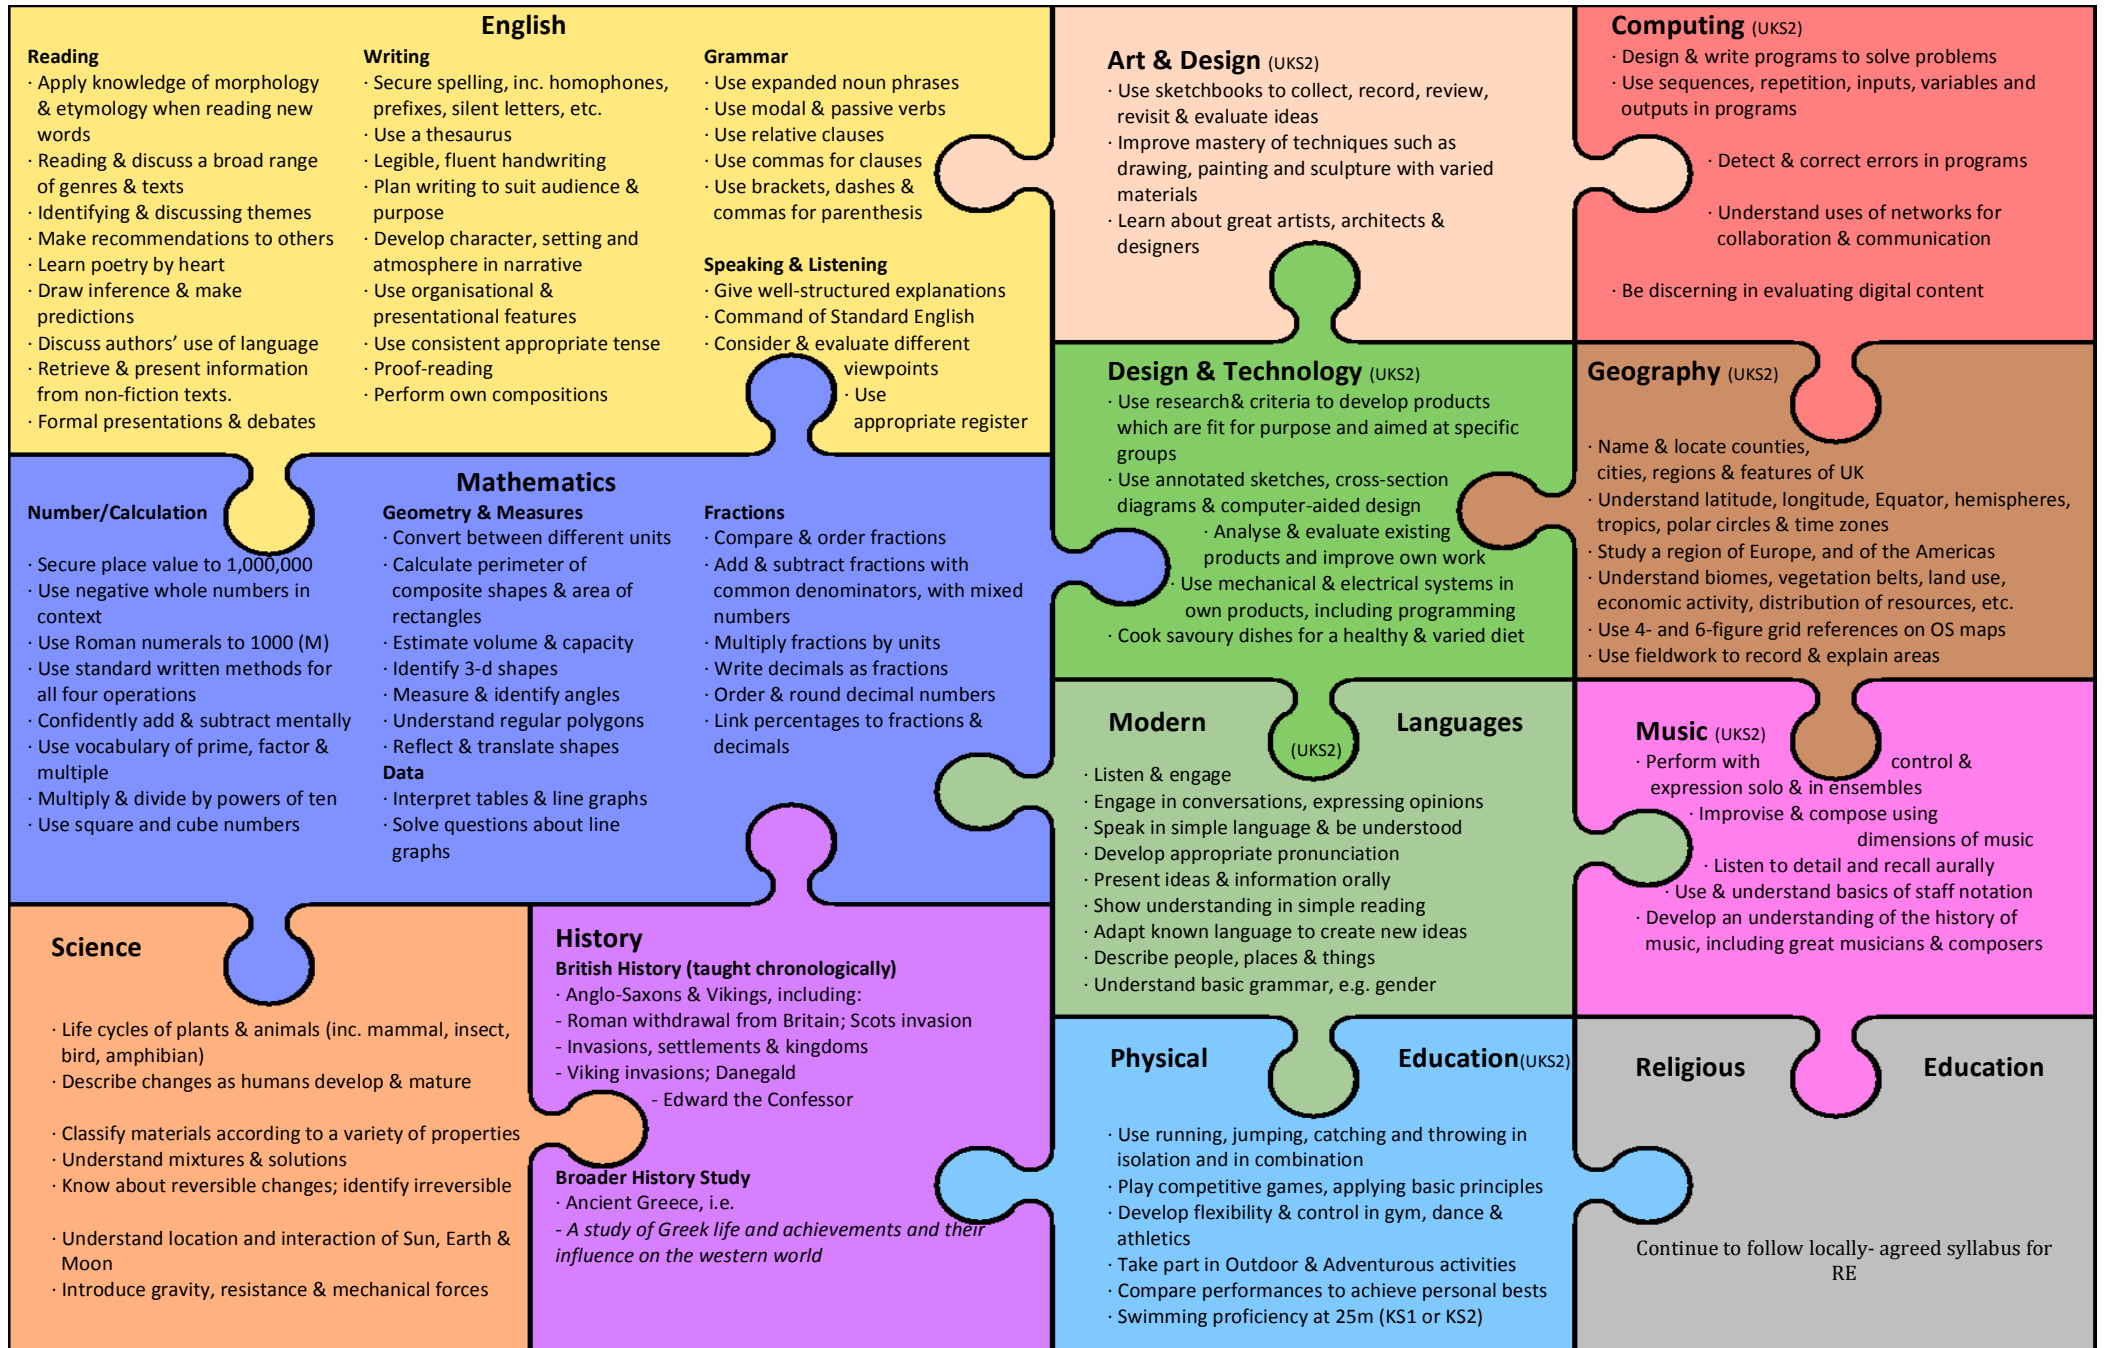 English
Reading
· Apply knowledge of morphology
& etymology when reading new
words
· Reading & discuss a broad range
of genres & texts
· Identifying & discussing themes
· Make recommendations to others
· Learn poetry by heart
· Draw inference & make
predictions
· Discuss authors’ use of language
· Retrieve & present information
from non-fiction texts.
· Formal presentations & debates
Writing
· Secure spelling, inc. homophones,
prefixes, silent letters, etc.
· Use a thesaurus
· Legible, fluent handwriting
· Plan writing to suit audience &
purpose
· Develop character, setting and
atmosphere in narrative
· Use organisational &
presentational features
· Use consistent appropriate tense
· Proof-reading
· Perform own compositions
Grammar
· Use expanded noun phrases
· Use modal & passive verbs
· Use relative clauses
· Use commas for clauses
· Use brackets, dashes &
commas for parenthesis
Speaking & Listening
· Give well-structured explanations
· Command of Standard English
· Consider & evaluate different
viewpoints
· Use
appropriate register
Art & Design (UKS2)
· Use sketchbooks to collect, record, review,
revisit & evaluate ideas
· Improve mastery of techniques such as
drawing, painting and sculpture with varied
materials
· Learn about great artists, architects &
designers
Computing (UKS2)
· Design & write programs to solve problems
· Use sequences, repetition, inputs, variables and
outputs in programs
· Detect & correct errors in programs
· Understand uses of networks for
collaboration & communication
· Be discerning in evaluating digital content
Mathematics
Number/Calculation
· Secure place value to 1,000,000
· Use negative whole numbers in
context
· Use Roman numerals to 1000 (M)
· Use standard written methods for
all four operations
· Confidently add & subtract mentally
· Use vocabulary of prime, factor &
multiple
· Multiply & divide by powers of ten
· Use square and cube numbers
Geometry & Measures
· Convert between different units
· Calculate perimeter of
composite shapes & area of
rectangles
· Estimate volume & capacity
· Identify 3-d shapes
· Measure & identify angles
· Understand regular polygons
· Reflect & translate shapes
Data
· Interpret tables & line graphs
· Solve questions about line
graphs
Fractions
· Compare & order fractions
· Add & subtract fractions with
common denominators, with mixed
numbers
· Multiply fractions by units
· Write decimals as fractions
· Order & round decimal numbers
· Link percentages to fractions &
decimals
Design & Technology (UKS2)
· Use research& criteria to develop products
which are fit for purpose and aimed at specific
groups
· Use annotated sketches, cross-section
diagrams & computer-aided design
· Analyse & evaluate existing
products and improve own work
· Use mechanical & electrical systems in
own products, including programming
· Cook savoury dishes for a healthy & varied diet
Geography (UKS2)
· Name & locate counties,
cities, regions & features of UK
· Understand latitude, longitude, Equator, hemispheres,
tropics, polar circles & time zones
· Study a region of Europe, and of the Americas
· Understand biomes, vegetation belts, land use,
economic activity, distribution of resources, etc.
· Use 4- and 6-figure grid references on OS maps
· Use fieldwork to record & explain areas
Modern Languages
(UKS2)
· Listen & engage
· Engage in conversations, expressing opinions
· Speak in simple language & be understood
· Develop appropriate pronunciation
· Present ideas & information orally
· Show understanding in simple reading
· Adapt known language to create new ideas
· Describe people, places & things
· Understand basic grammar, e.g. gender
Music (UKS2)
· Perform with control &
expression solo & in ensembles
· Improvise & compose using
dimensions of music
· Listen to detail and recall aurally
· Use & understand basics of staff notation
· Develop an understanding of the history of
music, including great musicians & composers
Science
· Life cycles of plants & animals (inc. mammal, insect,
bird, amphibian)
· Describe changes as humans develop & mature
· Classify materials according to a variety of properties
· Understand mixtures & solutions
· Know about reversible changes; identify irreversible
· Understand location and interaction of Sun, Earth &
Moon
· Introduce gravity, resistance & mechanical forces
History
British History (taught chronologically)
· Anglo-Saxons & Vikings, including:
- Roman withdrawal from Britain; Scots invasion
- Invasions, settlements & kingdoms
- Viking invasions; Danegald
- Edward the Confessor
Broader History Study
· Ancient Greece, i.e.
- A study of Greek life and achievements and their
influence on the western world
Physical Education(UKS2)
· Use running, jumping, catching and throwing in
isolation and in combination
· Play competitive games, applying basic principles
· Develop flexibility & control in gym, dance &
athletics
· Take part in Outdoor & Adventurous activities
· Compare performances to achieve personal bests
· Swimming proficiency at 25m (KS1 or KS2)
Religious Education
Continue to follow locally- agreed syllabus for
RE